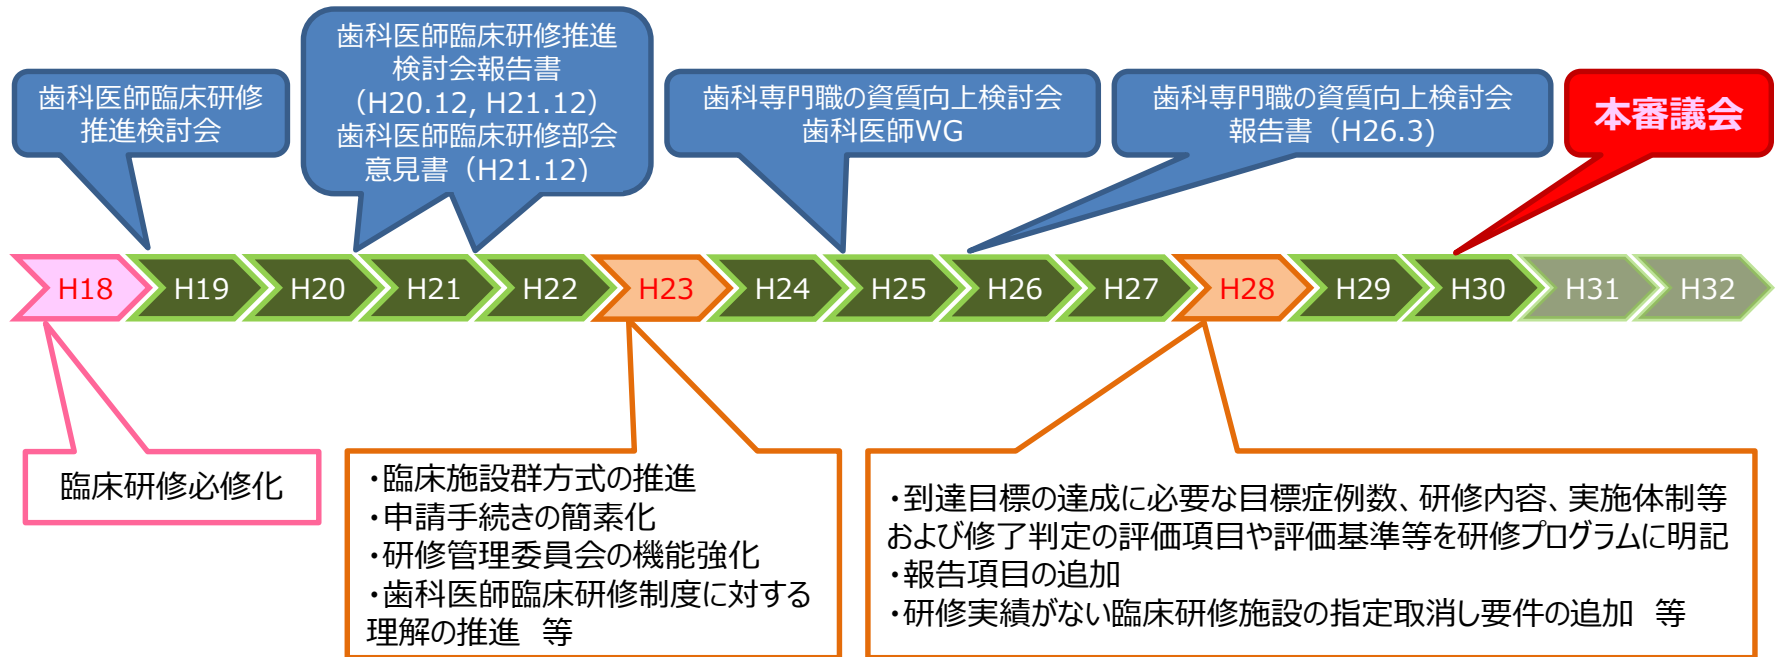 歯科医師臨床研修
推進検討会
歯科医師臨床研修推進
検討会報告書
（H20.12, H21.12）
歯科医師臨床研修部会
意見書（H21.12)
歯科専門職の資質向上検討会
歯科医師WG
歯科専門職の資質向上検討会
報告書（H26.3)
本審議会
H18 H19 H20 H21 H22 H23 H24 H25 H26 H27 H28 H29 H30 H31 H32
臨床研修必修化
・臨床施設群方式の推進
・申請手続きの簡素化
・研修管理委員会の機能強化
・歯科医師臨床研修制度に対する
理解の推進　等
・到達目標の達成に必要な目標症例数、研修内容、実施体制等
および修了判定の評価項目や評価基準等を研修プログラムに明記
・報告項目の追加
・研修実績がない臨床研修施設の指定取消し要件の追加　等